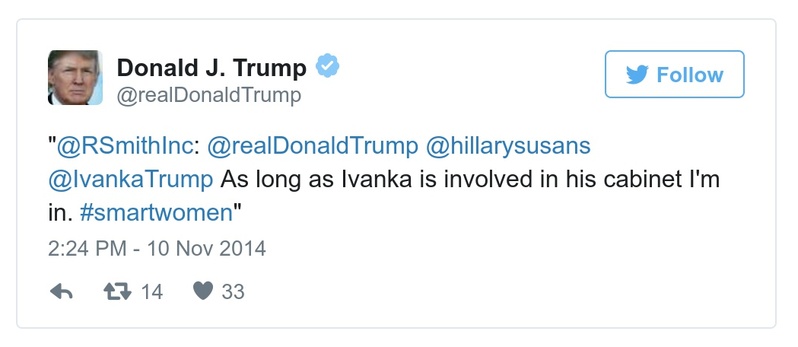 Donald J. Trump
@realDonaldTrump
Follow
"@RSmithInc: @realDonaldTrump @hillarysusans
@IvankaTrump As long as Ivanka is involved in his cabinet I'm
in. #smartwomen"
2:24 PM - 10 Nov 2014
14 33